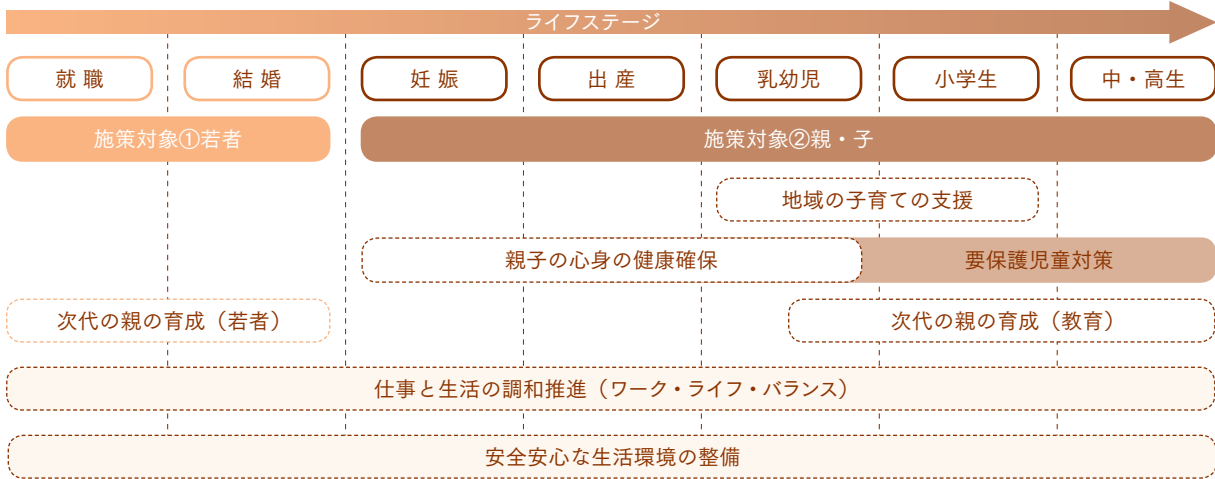 ライフステージ
就 職
結 婚
妊 娠
出 産
乳幼児
小学生
中・高生
施策対象①若者
施策対象②親・子
地域の子育ての支援
親子の心身の健康確保
要保護児童対策
次代の親の育成（若者）
次代の親の育成（教育）
仕事と生活の調和推進（ワーク・ライフ・バランス）
安全安心な生活環境の整備